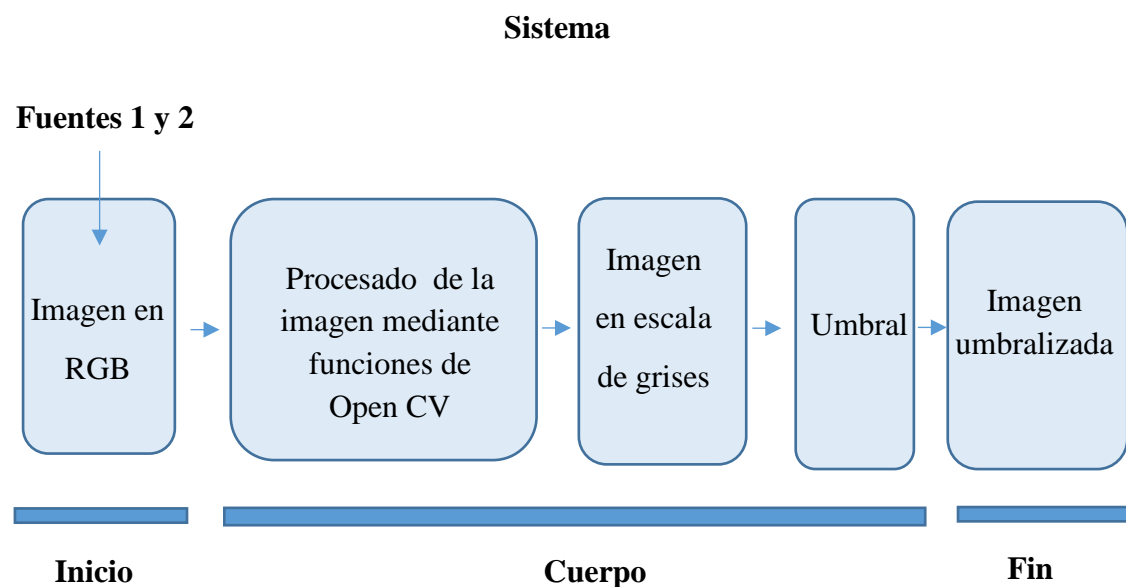 Sistema
Fuentes 1 y 2
Imagen en
RGB
Procesado de la
imagen mediante
funciones de
Open CV
Imagen
en escala
de grises
Umbral
Imagen
umbralizada
Inicio
Cuerpo
Fin